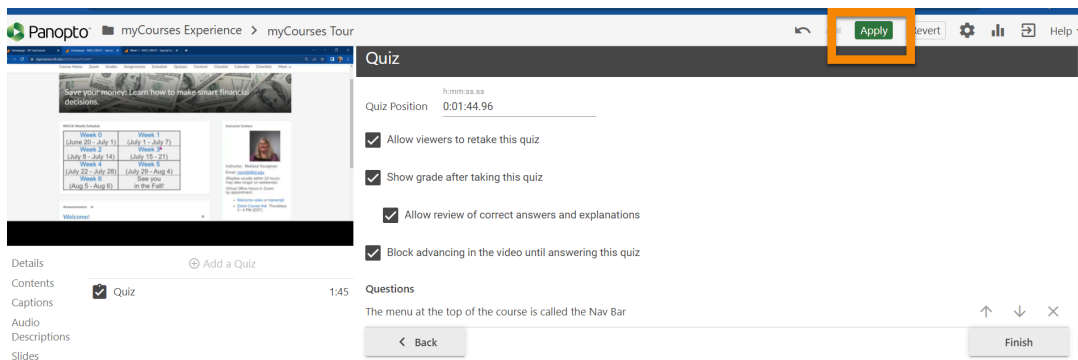 Panopto myCourses Experience > myCourses Tour
Apply Revert Help
Quiz
h:mm:ss.ss
Quiz Position 0:01:44.96
Allow viewers to retake this quiz
Show grade after taking this quiz
Allow review of correct answers and explanations
Block advancing in the video until answering this quiz
Questions
The menu at the top of the course is called the Nav Bar
Back Finish
Save your money: Learn how to make smart financial
decisions.
Week 0 Week 1
(June 20 - July 1) (July 1 - July 7)
Week 2 Week 3
(July 8 - July 14) (July 15 - 21)
Week 4 Week 5
(July 22 - July 28) (July 29 - Aug 4)
Week 6 See you
(Aug 5 - Aug 6) in the Fall!
Announcements
Welcome!
Details
Contents
Captions
Audio
Descriptions
Slides
Add a Quiz
Quiz 1:45